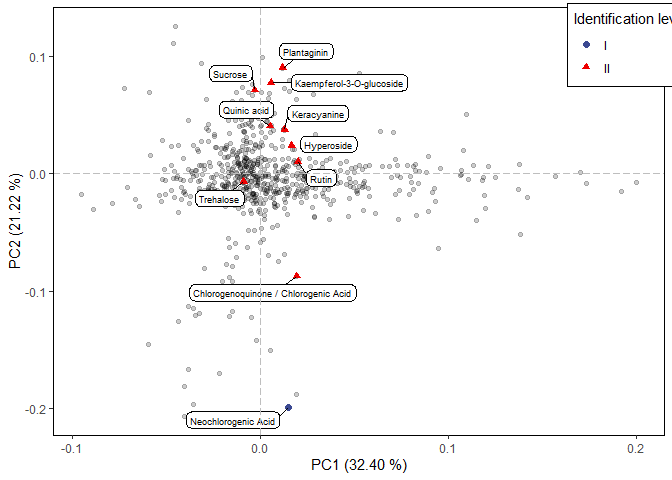 Identification lev
I
II
0.1
0.0
-0.1
-0.2
PC2 (21.22 %)
Plantaginin
Sucrose
Kaempferol-3-O-glucoside
Quinic acid
Keracyanine
Hyperoside
Rutin
Trehalose
Chlorogenoquinone / Chlorogenic Acid
Neochlorogenic Acid
-0.1
0.0
0.1
0.2
PC1 (32.40 %)